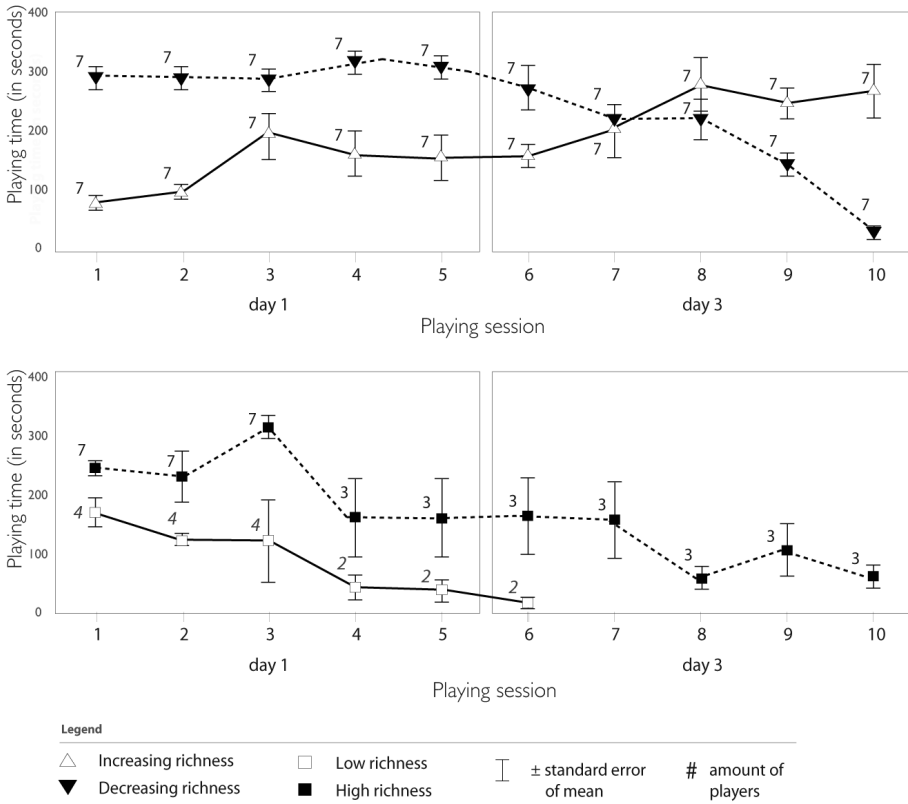 400
300
200
100
0
Playing time (in seconds)
7 7 7 7 7 7 7 7 7 7
7 7 7 7 7 7 7 7 7 7
1 2 3 4 5 6 7 8 9 10
day 1 day 3
Playing session
400
300
200
100
0
Playing time (in seconds)
7 7 7 3 3 3 3 3 3 3
4 4 4 2 2 2
1 2 3 4 5 6 7 8 9 10
day 1 day 3
Playing session
Legend
Increasing richness Low richness ± standard error # amount of
Decreasing richness High richness of mean players